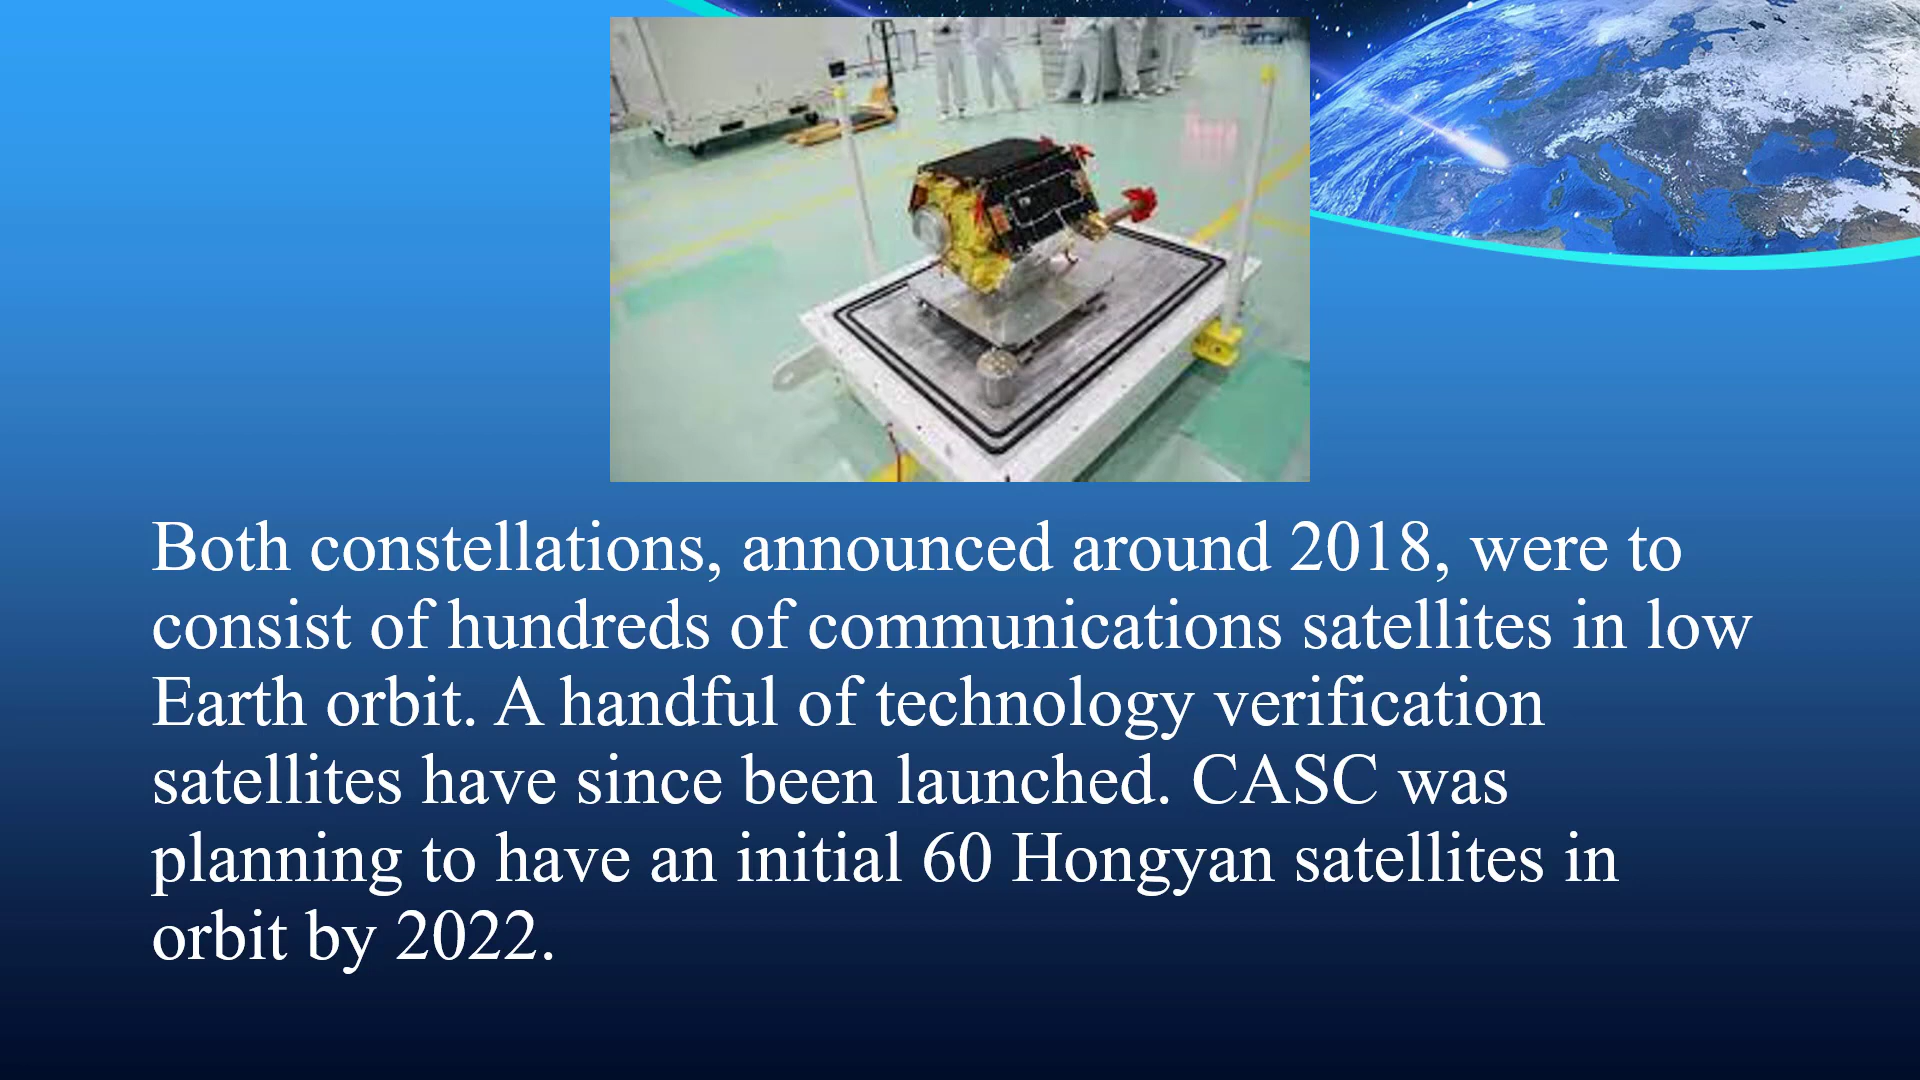 Both constellations, announced around 2018, were to
consist of hundreds of communications satellites in low
Earth orbit. A handful of technology verification
satellites have since been launched. CASC was
planning to have an initial 60 Hongyan satellites in
orbit by 2022.